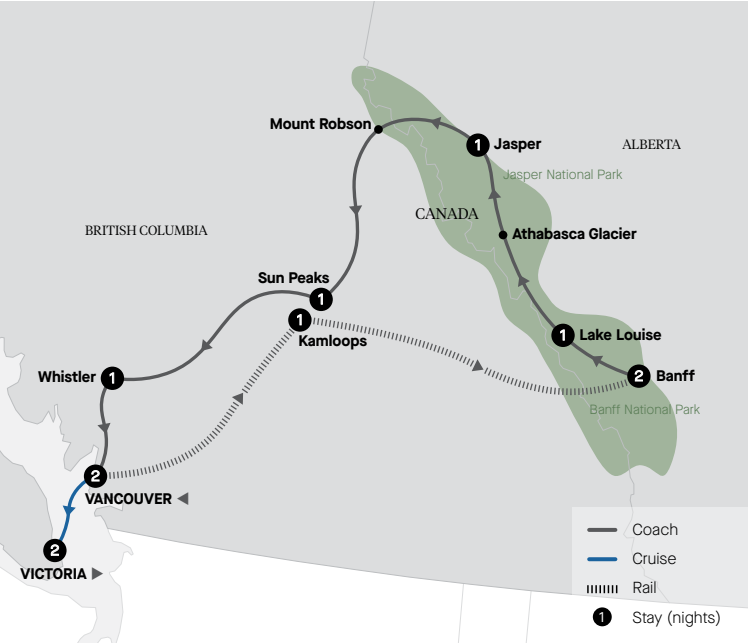 Mount Robson
1
Jasper
ALBERTA
Jasper National Park
CANADA
BRITISH COLUMBIA
Athabasca Glacier
Sun Peaks
1
1
Kamloops
1
Lake Louise
Whistler
1
2
Banff
Banff National Park
2
VANCOUVER
2
VICTORIA
Coach
Cruise
Rail
1
Stay (nights)